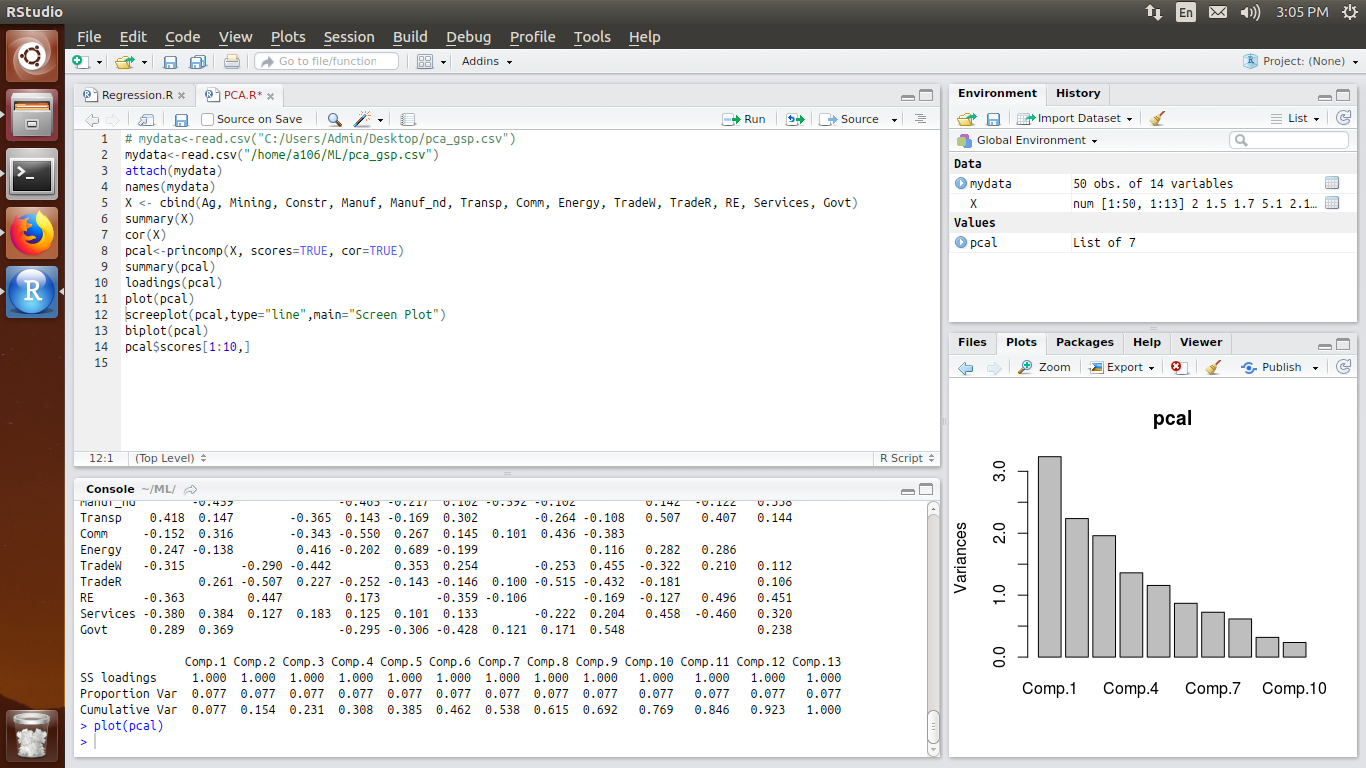 RStudio
En
3:05 PM
File Edit Code View Plots Session Build Debug Profile Tools Help
Go to file/function
Addins
Project: (None)
Regression.R
PCA.R*
Source on Save
Run
Source
1 # mydata<-read.csv("C:/Users/Admin/Desktop/pca_gsp.csv")
2 mydata<-read.csv("/home/a106/ML/pca_gsp.csv")
3 attach(mydata)
4 names(mydata)
5 X <- cbind(Ag, Mining, Constr, Manuf, Manuf_nd, Transp, Comm, Energy, TradeW, TradeR, RE, Services, Govt)
6 summary(X)
7 cor(X)
8 pcal<-princomp(X, scores=TRUE, cor=TRUE)
9 summary(pcal)
10 loadings(pcal)
11 plot(pcal)
12 screeplot(pcal,type="line",main="Screen Plot")
13 biplot(pcal)
14 pcal$scores[1:10,]
15
12:1 (Top Level) R Script
Console ~/ML/
Manuf_nd -0.439 -0.463 -0.217 0.102 -0.392 -0.102 0.142 -0.122 0.558
Transp 0.418 0.147 -0.365 0.143 -0.169 0.302 -0.264 -0.108 0.507 0.407 0.144
Comm -0.152 0.316 -0.343 -0.550 0.267 0.145 0.101 0.436 -0.383
Energy 0.247 -0.138 0.416 -0.202 0.689 -0.199 0.116 0.282 0.286
TradeW -0.315 -0.290 -0.442 0.353 0.254 -0.253 0.455 -0.322 0.210 0.112
TradeR 0.261 -0.507 0.227 -0.252 -0.143 -0.146 0.100 -0.515 -0.432 -0.181 0.106
RE -0.363 0.447 0.173 -0.359 -0.106 -0.169 -0.127 0.496 0.451
Services -0.380 0.384 0.127 0.183 0.125 0.101 0.133 -0.222 0.204 0.458 -0.460 0.320
Govt 0.289 0.369 -0.295 -0.306 -0.428 0.121 0.171 0.548 0.238
Comp.1 Comp.2 Comp.3 Comp.4 Comp.5 Comp.6 Comp.7 Comp.8 Comp.9 Comp.10 Comp.11 Comp.12 Comp.13
SS loadings 1.000 1.000 1.000 1.000 1.000 1.000 1.000 1.000 1.000 1.000 1.000 1.000 1.000
Proportion Var 0.077 0.077 0.077 0.077 0.077 0.077 0.077 0.077 0.077 0.077 0.077 0.077 0.077
Cumulative Var 0.077 0.154 0.231 0.308 0.385 0.462 0.538 0.615 0.692 0.769 0.846 0.923 1.000
> plot(pcal)
>
Environment History
Import Dataset
List
Global Environment
Data
mydata 50 obs. of 14 variables
X num [1:50, 1:13] 2 1.5 1.7 5.1 2.1…
Values
pcal List of 7
Files Plots Packages Help Viewer
Zoom Export Publish
pcal
Variances
3.0
2.0
1.0
0.0
Comp.1 Comp.4 Comp.7 Comp.10
R